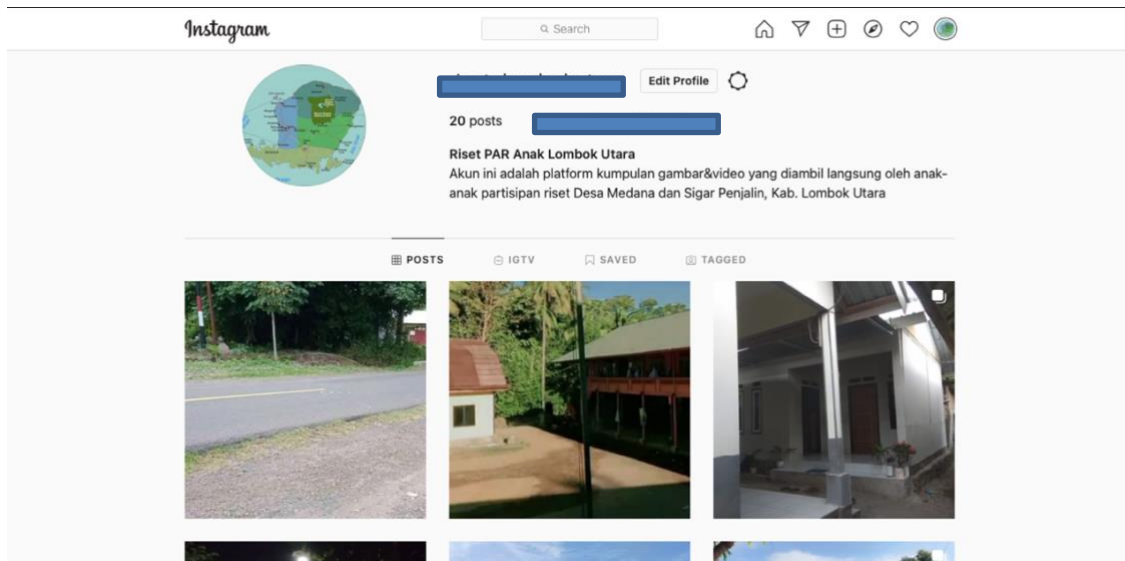 Instagram
Search
Edit Profile
20 posts
Riset PAR Anak Lombok Utara
Akun ini adalah platform kumpulan gambar&video yang diambil langsung oleh anak-
anak partisipan riset Desa Medana dan Sigar Penjalin, Kab. Lombok Utara
POSTS
IGTV
SAVED
TAGGED